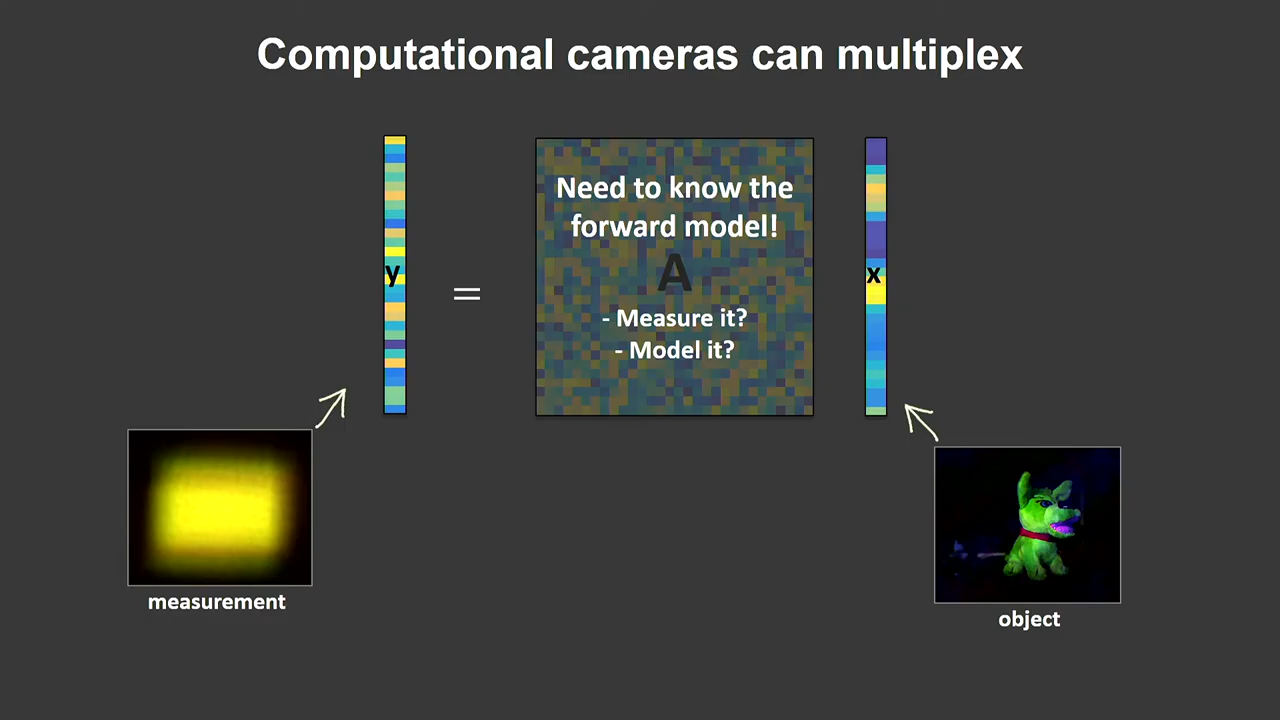 Computational cameras can multiplex
Need to know the
forward model!
y
=
A
x
- Measure it?
- Model it?
measurement
object